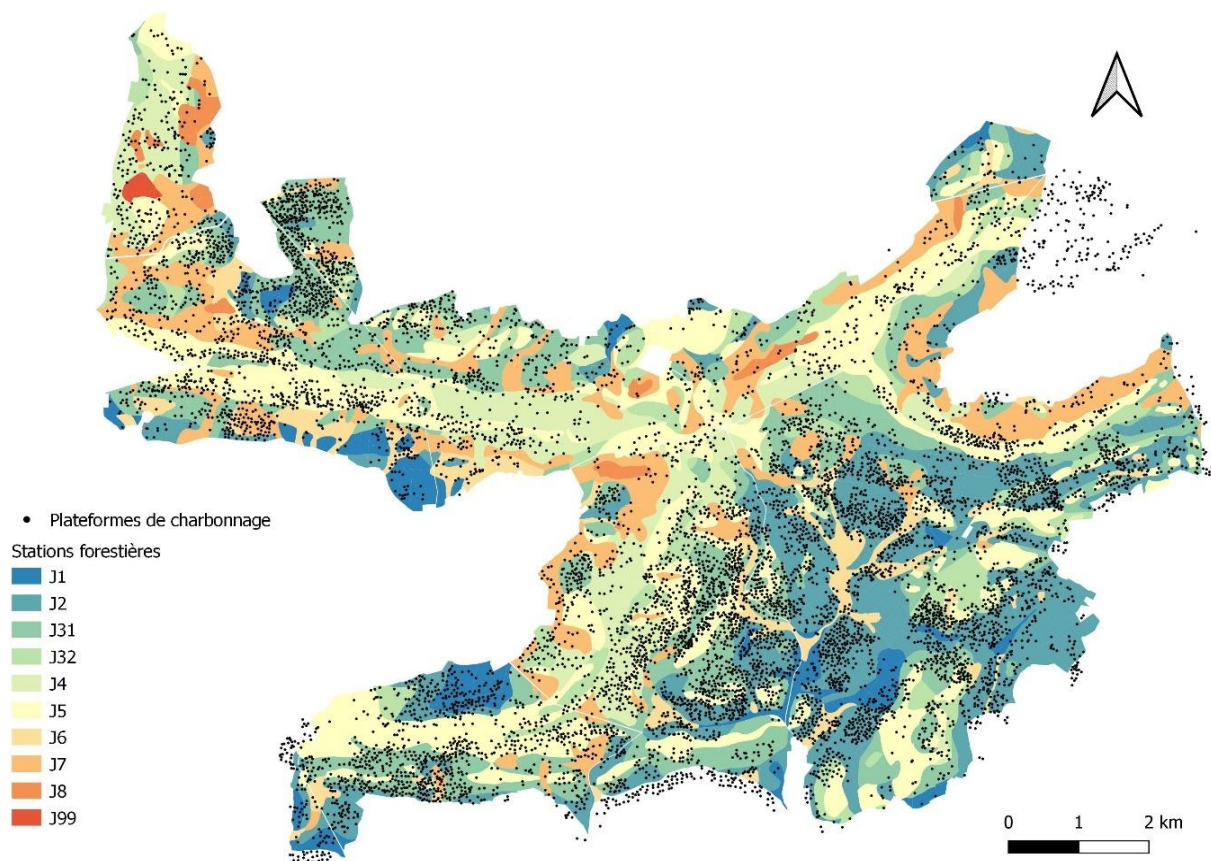 Plateformes de charbonnage
Stations forestières
J1
J2
J31
J32
J4
J5
J6
J7
J8
J99
0 1 2 km